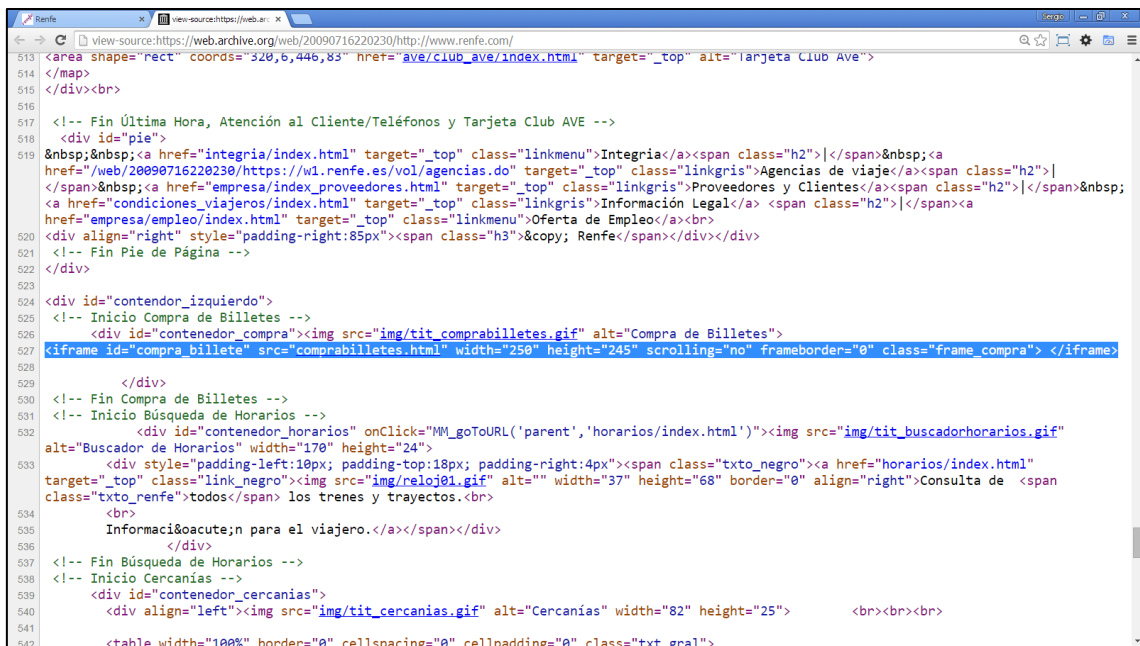 Renfe
view-source:https://web.arc
Sergio
view-source:https://web.archive.org/web/20090716220230/http://www.renfe.com/
513 <area shape="rect" coords="320,6,446,83" href="ave/club_ave/index.html" target="_top" alt="Tarjeta Club Ave">
514 </map>
515 </div><br>
516
517 <!-- Fin Última Hora, Atención al Cliente/Teléfonos y Tarjeta Club AVE -->
518 <div id="pie">
519 &nbsp;&nbsp;<a href="integria/index.html" target="_top" class="linkmenu">Integria</a><span class="h2">|</span>&nbsp;<a
href="/web/20090716220230/https://w1.renfe.es/vol/agencias.do" target="_top" class="linkgris">Agencias de viaje</a><span class="h2">|
</span>&nbsp;<a href="empresa/index_proveedores.html" target="_top" class="linkgris">Proveedores y Clientes</a><span class="h2">|</span>&nbsp;
<a href="condiciones_viajeros/index.html" target="_top" class="linkgris">Información Legal</a> <span class="h2">|</span><a
href="empresa/empleo/index.html" target="_top" class="linkmenu">Oferta de Empleo</a><br>
520 <div align="right" style="padding-right:85px"><span class="h3">&copy; Renfe</span></div></div>
521 <!-- Fin Pie de Página -->
522 </div>
523
524 <div id="contendor_izquierdo">
525 <!-- Inicio Compra de Billetes -->
526 <div id="contenedor_compra"><img src="img/tit_comprabilletes.gif" alt="Compra de Billetes">
527 <iframe id="compra_billete" src="comprabilletes.html" width="250" height="245" scrolling="no" frameborder="0" class="frame_compra"> </iframe>
528
529 </div>
530 <!-- Fin Compra de Billetes -->
531 <!-- Inicio Búsqueda de Horarios -->
532 <div id="contenedor_horarios" onClick="MM_goToURL('parent','horarios/index.html')"><img src="img/tit_buscadorhorarios.gif"
alt="Buscador de Horarios" width="170" height="24">
533 <div style="padding-left:10px; padding-top:18px; padding-right:4px"><span class="txto_negro"><a href="horarios/index.html"
target="_top" class="link_negro"><img src="img/reloj01.gif" alt="" width="37" height="68" border="0" align="right">Consulta de <span
class="txto_renfe">todos</span> los trenes y trayectos.<br>
534 <br>
535 Informaci&oacute;n para el viajero.</a></span></div>
536 </div>
537 <!-- Fin Búsqueda de Horarios -->
538 <!-- Inicio Cercanías -->
539 <div id="contenedor_cercanias">
540 <div align="left"><img src="img/tit_cercanias.gif" alt="Cercanías" width="82" height="25"> <br><br><br>
541
542 <table width="100%" border="0" cellspacing="0" cellpadding="0" class="txt_gral">